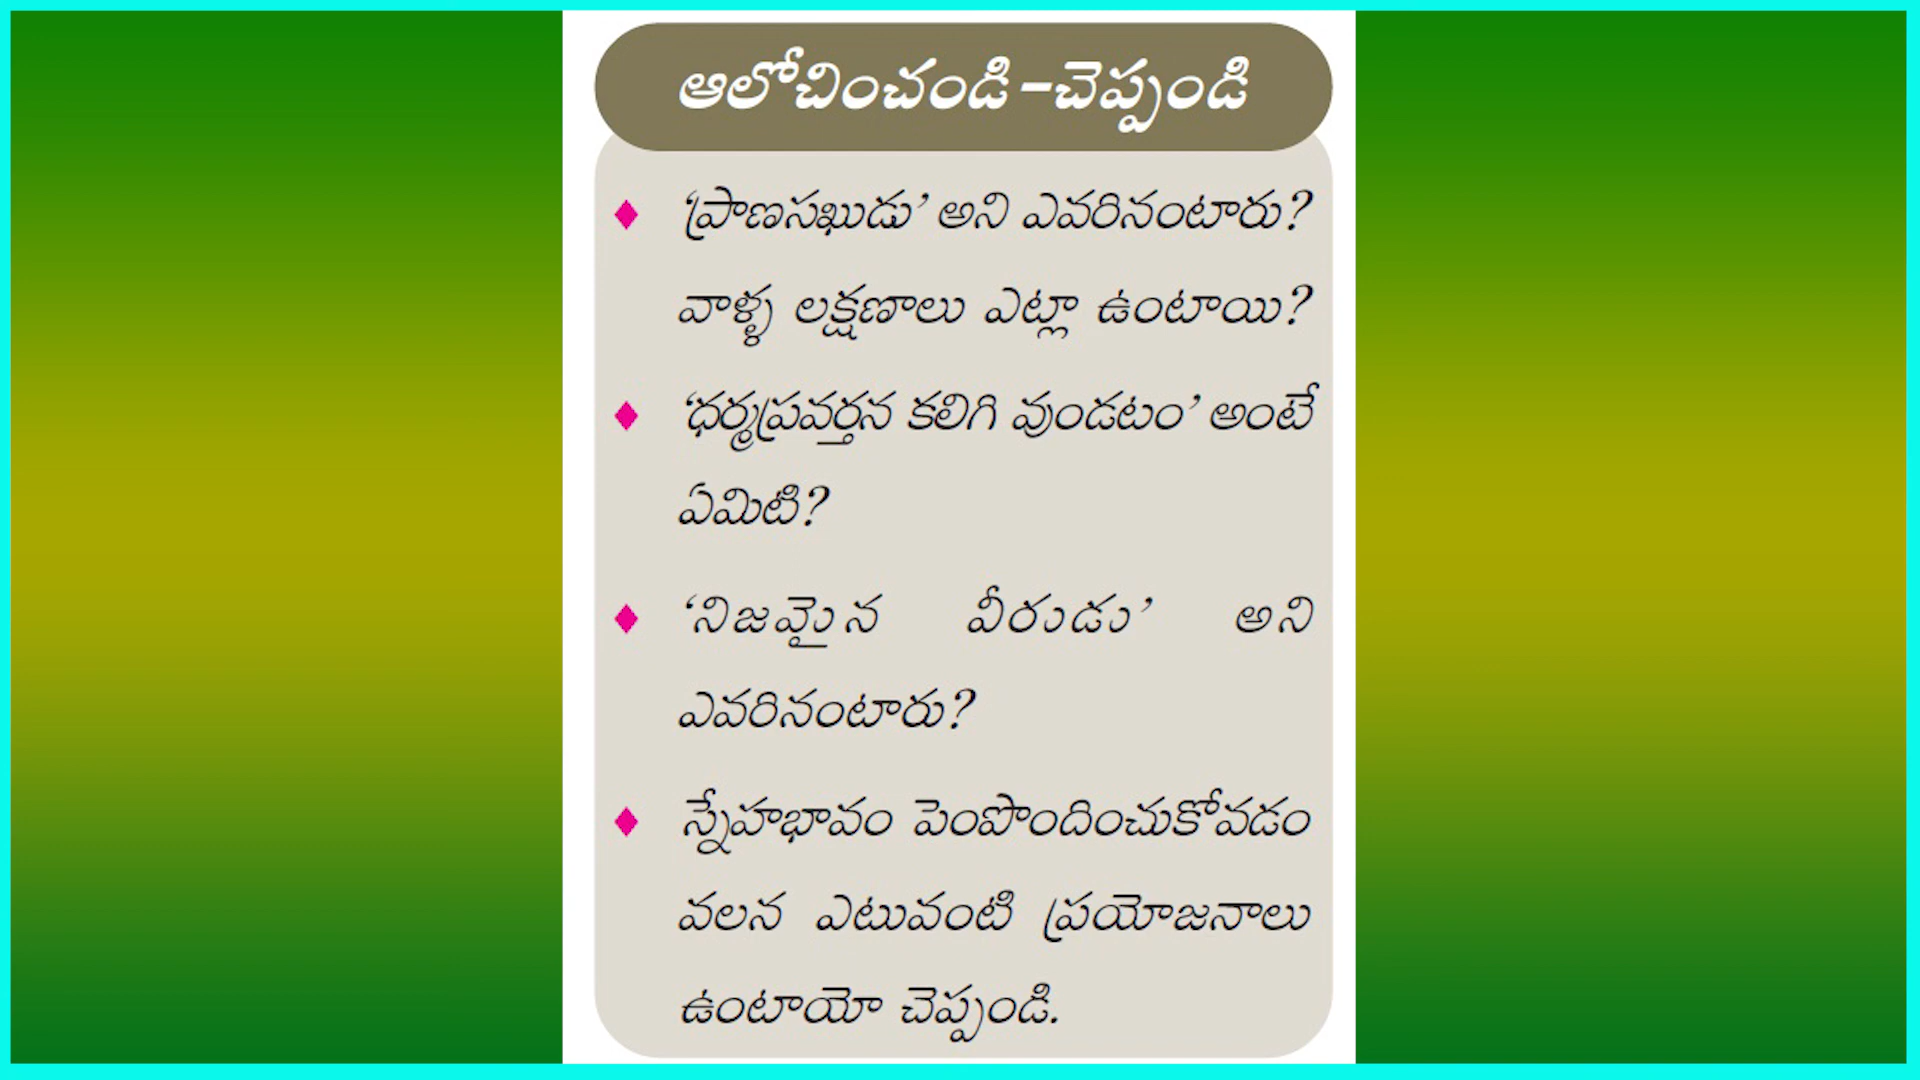 ఆలోచించండి-చెప్పండి
‘ప్రాణసఖుడు’ అని ఎవరినంటారు?
వాళ్ళ లక్షణాలు ఎట్లా ఉంటాయి?
‘ధర్మప్రవర్తన కలిగి వుండటం’ అంటే
ఏమిటి?
‘నిజమైన వీరుడు’ అని
ఎవరినంటారు?
స్నేహభావం పెంపొందించుకోవడం
వలన ఎటువంటి ప్రయోజనాలు
ఉంటాయో చెప్పండి.